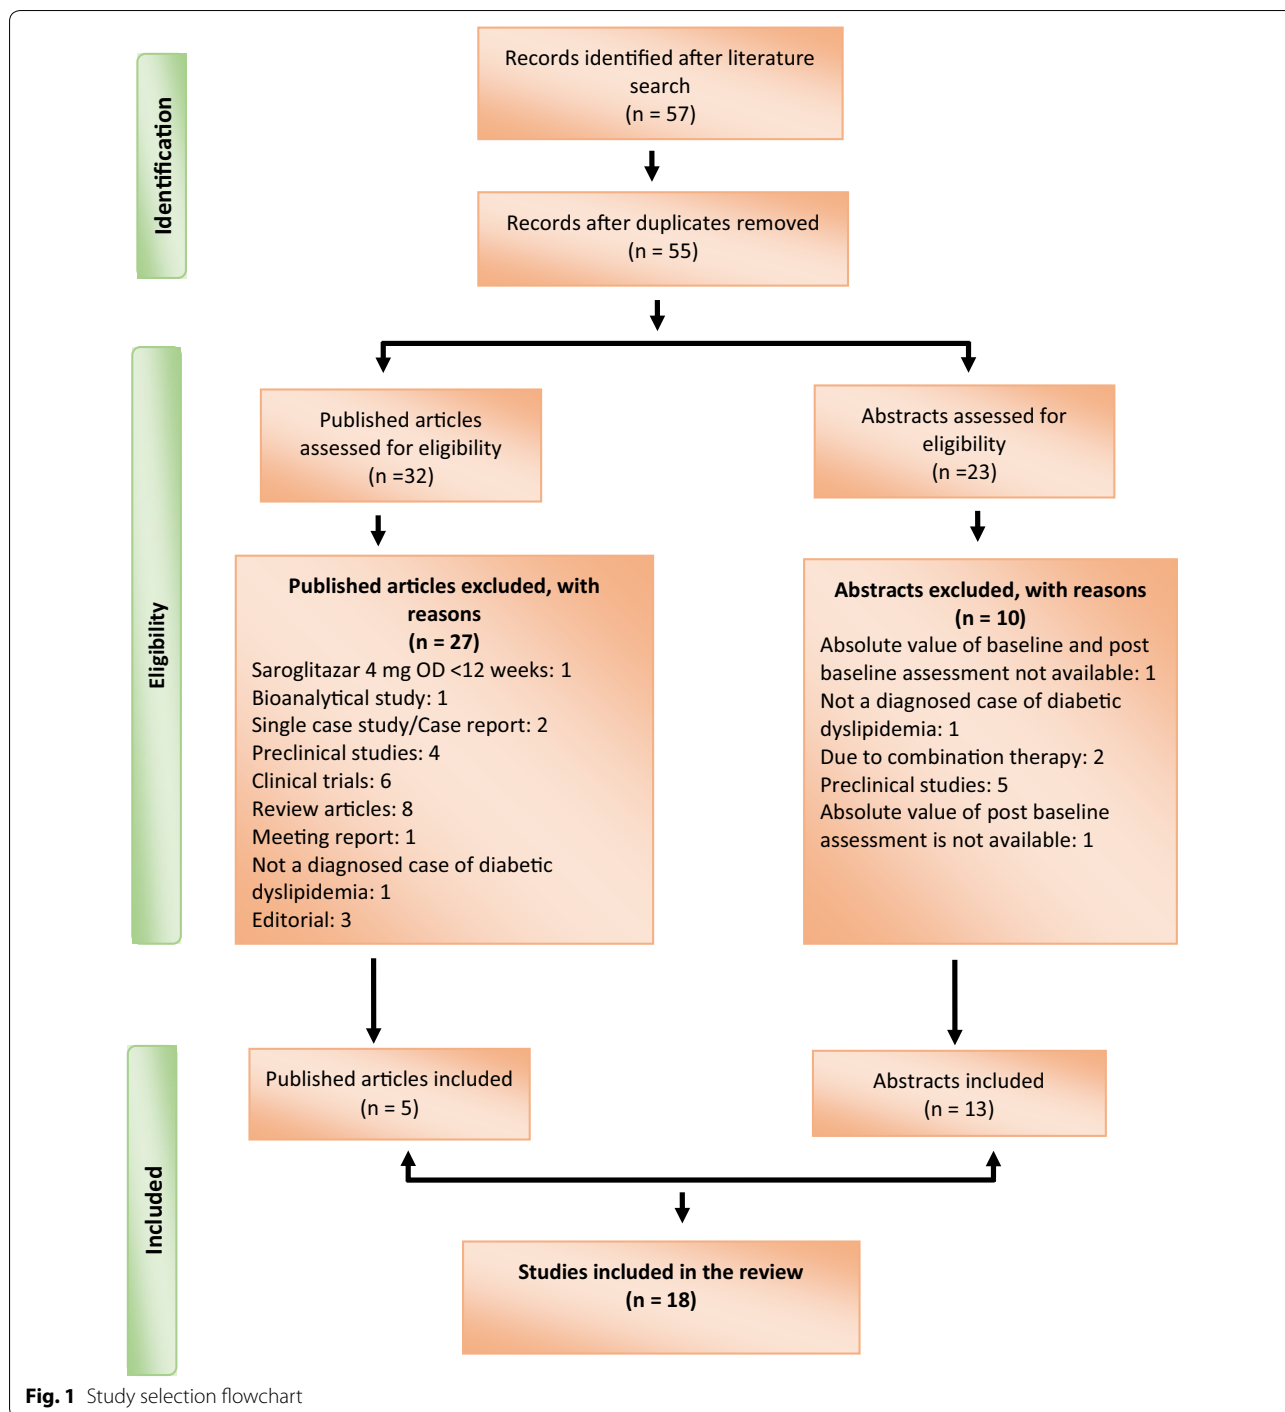 Identification
Records identified after literature
search
(n = 57)
Records after duplicates removed
(n = 55)
Eligibility
Published articles
assessed for eligibility
(n =32)
Abstracts assessed for
eligibility
(n =23)
Published articles excluded, with
reasons
(n = 27)
Saroglitazar 4 mg OD <12 weeks: 1
Bioanalytical study: 1
Single case study/Case report: 2
Preclinical studies: 4
Clinical trials: 6
Review articles: 8
Meeting report: 1
Not a diagnosed case of diabetic
dyslipidemia: 1
Editorial: 3
Abstracts excluded, with reasons
(n = 10)
Absolute value of baseline and post
baseline assessment not available: 1
Not a diagnosed case of diabetic
dyslipidemia: 1
Due to combination therapy: 2
Preclinical studies: 5
Absolute value of post baseline
assessment is not available: 1
Included
Published articles included
(n = 5)
Abstracts included
(n = 13)
Studies included in the review
(n = 18)
Fig. 1 Study selection flowchart